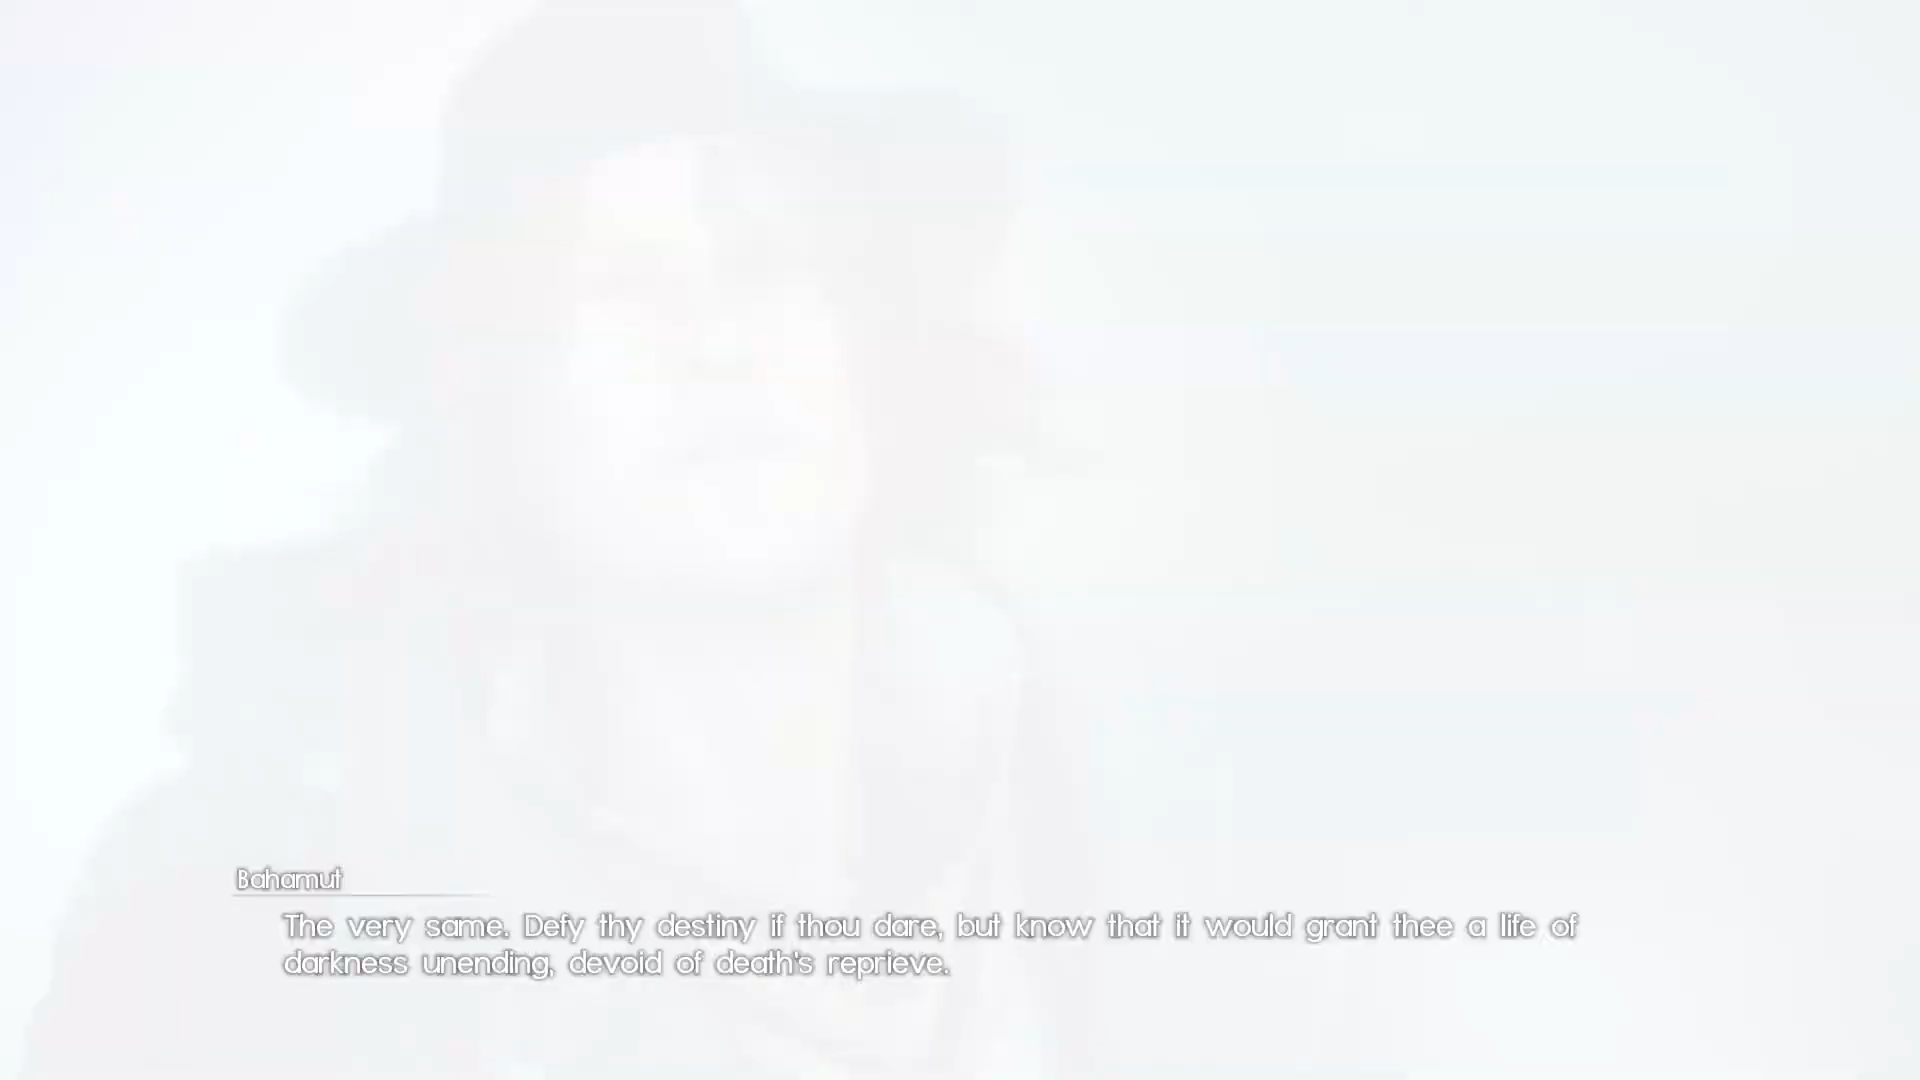 Bahamut
The very same. Defy thy destiny if thou dare, but know that it would grant thee a life of
darkness unending, devoid of death's reprieve.